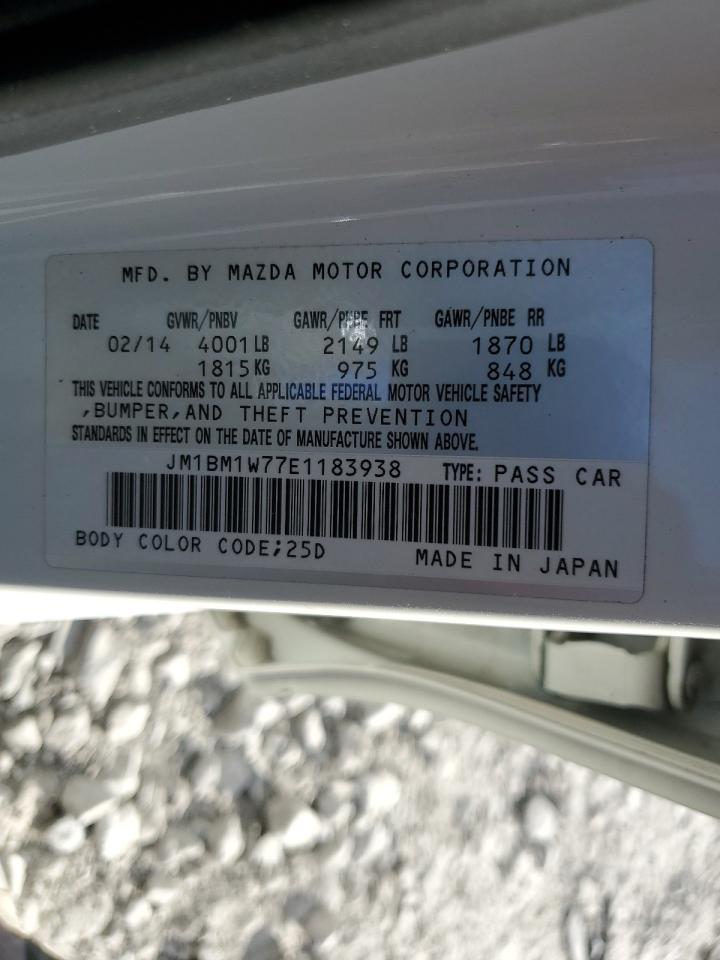 MFD. BY MAZDA MOTOR CORPORATION
DATE GVWR/PNBV GAWR/PNBE FRT GAWR/PNBE RR
02/14 4001 LB 2149 LB 1870 LB
1815 KG 975 KG 848 KG
THIS VEHICLE CONFORMS TO ALL APPLICABLE FEDERAL MOTOR VEHICLE SAFETY
,BUMPER,AND THEFT PREVENTION
STANDARDS IN EFFECT ON THE DATE OF MANUFACTURE SHOWN ABOVE.
JM1BM1W77E1183938 TYPE: PASS CAR
BODY COLOR CODE;25D MADE IN JAPAN